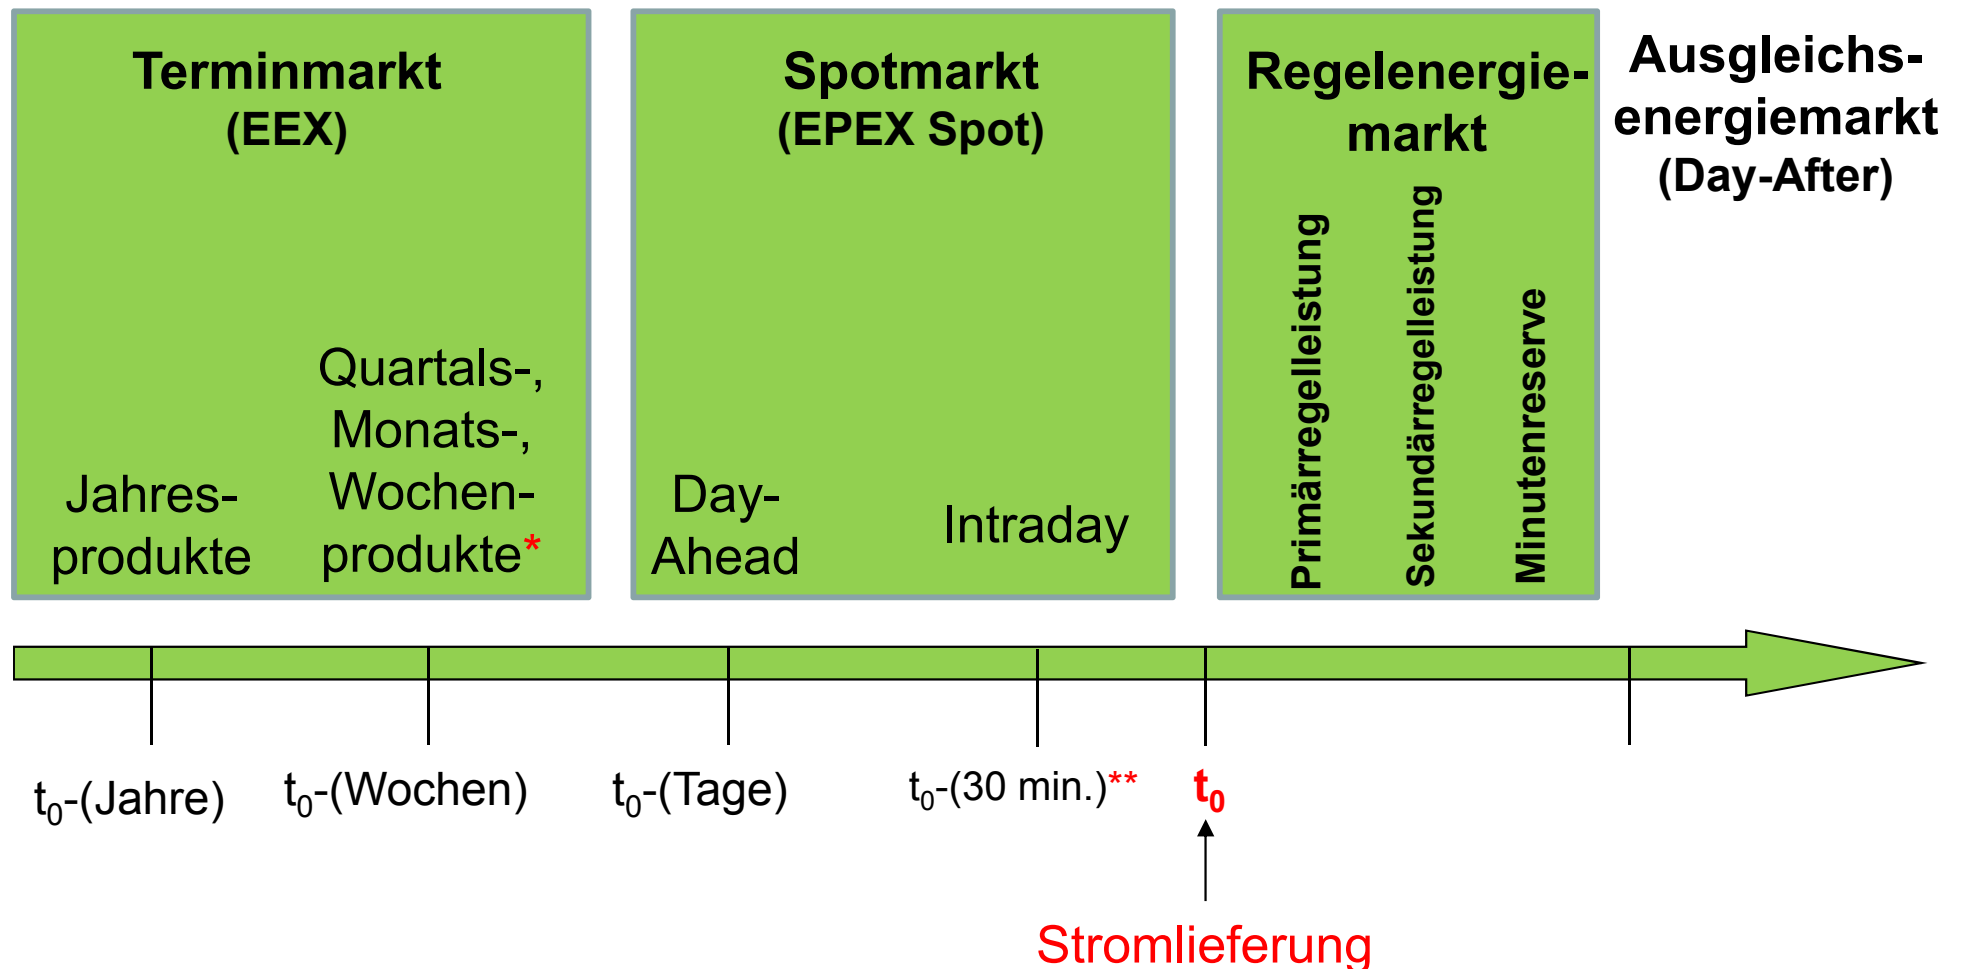 Terminmarkt
(EEX)
Jahres-
produkte
Quartals-,
Monats-,
Wochen-
produkte*
Spotmarkt
(EPEX Spot)
Day-
Ahead
Intraday
Regelenergie-
markt
Primärregelleistung
Sekundärregelleistung
Minutenreserve
Ausgleichs-
energiemarkt
(Day-After)
t0-(Jahre)
t0-(Wochen)
t0-(Tage)
t0-(30 min.)**
t0
Stromlieferung